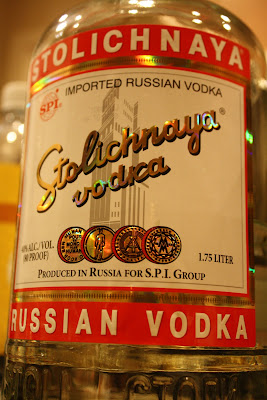 STOLICHNAYA
IMPORTED RUSSIAN VODKA
SPI
Stolichnaya
vodka
40% ALC./VOL.
(80 PROOF)
1.75 LITER
PRODUCED IN RUSSIA FOR S.P.I. GROUP
RUSSIAN VODKA